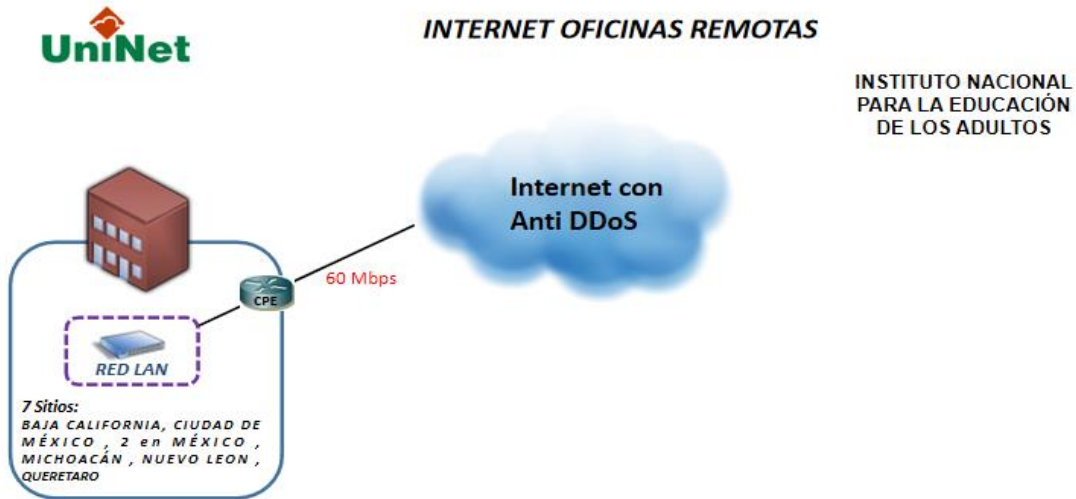 UniNet
INTERNET OFICINAS REMOTAS
INSTITUTO NACIONAL
PARA LA EDUCACIÓN
DE LOS ADULTOS
Internet con
Anti DDoS
60 Mbps
CPE
RED LAN
7 Sitios:
BAJA CALIFORNIA, CIUDAD DE
MÉXICO , 2 en MÉXICO ,
MICHOACÁN , NUEVO LEON ,
QUERETARO